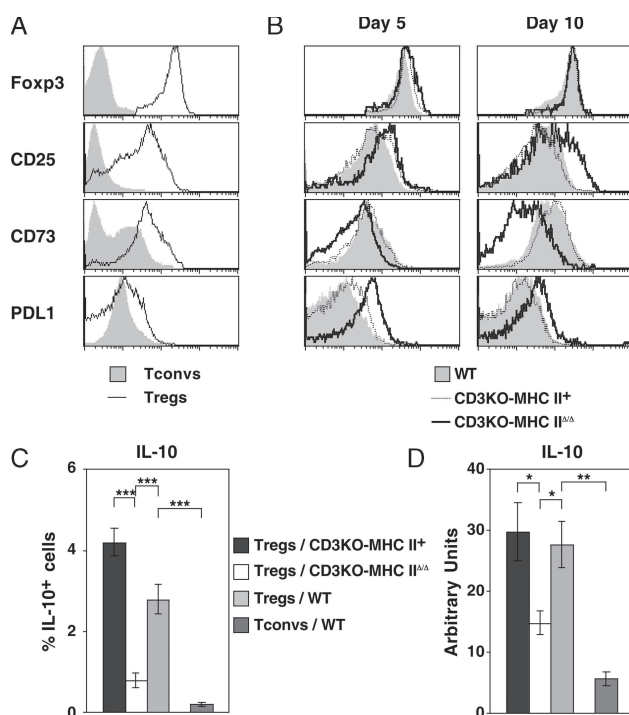 A
B
Day 5
Day 10
Foxp3
CD25
CD73
PDL1
Tconvs
Tregs
WT
CD3KO-MHC II⁺
CD3KO-MHC IIᐞ/ᐞ
C
IL-10
% IL-10⁺ cells
6
4
2
0
***
***
***
Tregs / CD3KO-MHC II⁺
Tregs / CD3KO-MHC IIᐞ/ᐞ
Tregs / WT
Tconvs / WT
D
IL-10
Arbitrary Units
40
30
20
10
0
*
*
**